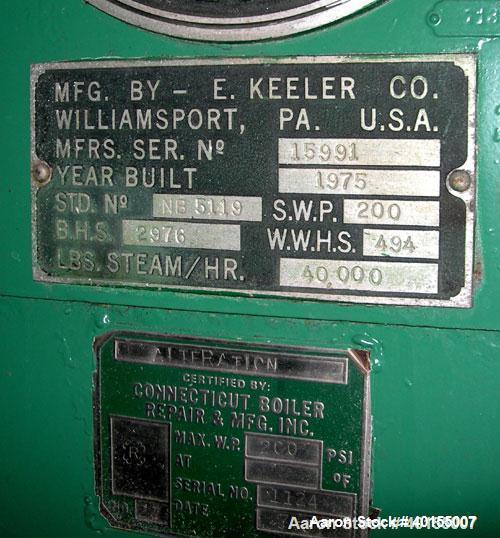 MFG. BY - E. KEELER CO.
WILLIAMSPORT, PA. U.S.A.
MFRS. SER. Nº 15991
YEAR BUILT 1975
STD. Nº NB 5119 S.W.P. 200
B.H.S. 2976 W.W.H.S. 494
LBS. STEAM/HR. 40,000
ALTERATION
CERTIFIED BY:
CONNECTICUT BOILER
REPAIR & MFG. INC.
R MAX. W.P. 200 PSI
AT ºF
SERIAL NO. 1124
DATE
Aaron Stock# 40155007